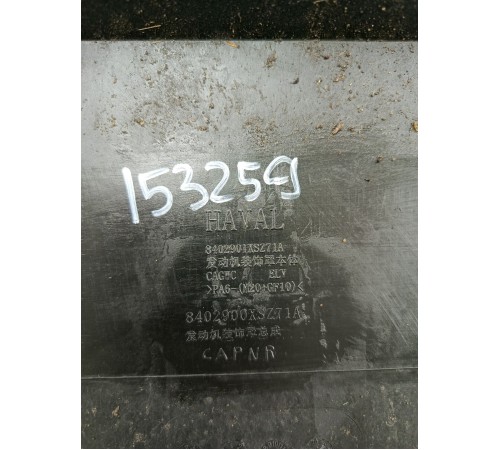 153259
HAVAL
8402901XSZ71A
发动机装饰罩本体
CAGWC ELV
>PA6-(M20+GF10)<
8402900XSZ71A
发动机装饰罩总成
CAPNR